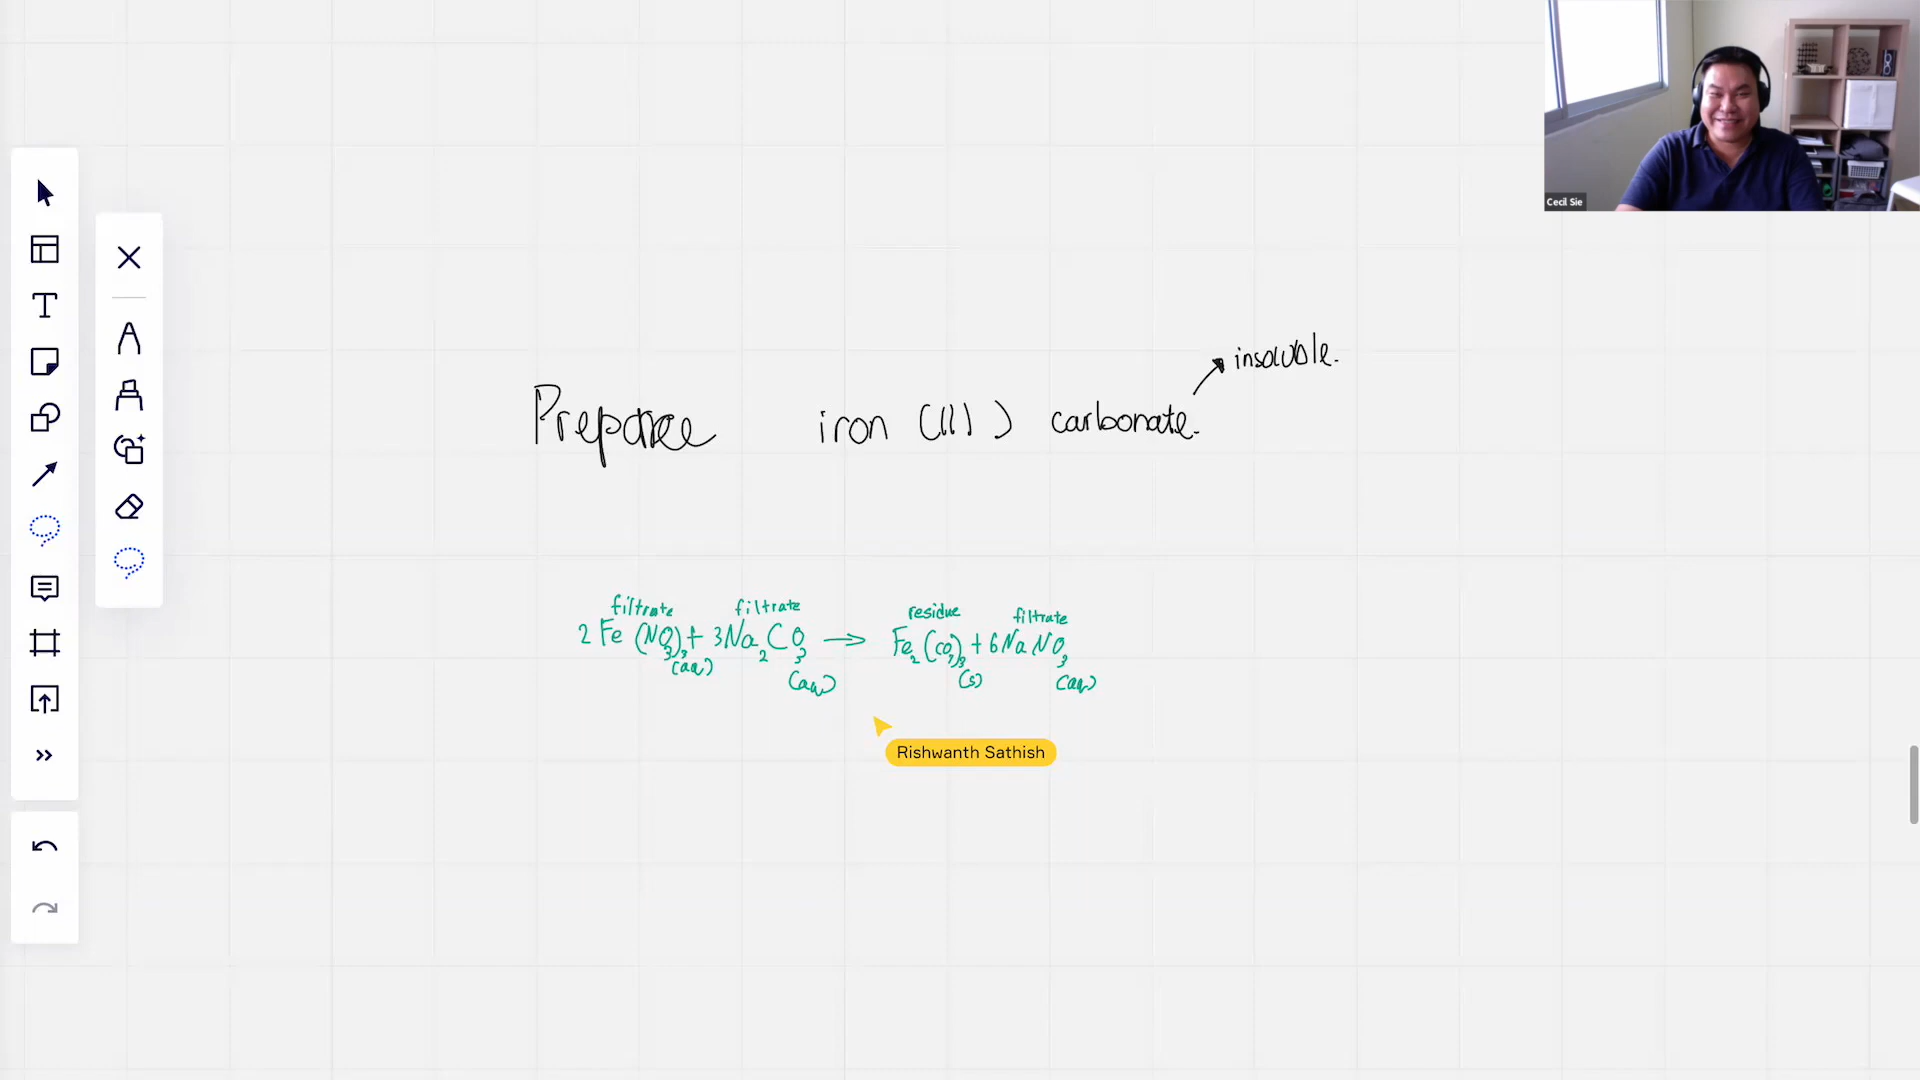 Cecil Sie
insoluble.
Prepare iron (III) carbonate.
filtrate filtrate residue filtrate
2Fe(NO3)3 + 3Na2CO3 → Fe2(CO3)3 + 6NaNO3
(aq) (aq) (s) (aq)
Rishwanth Sathish